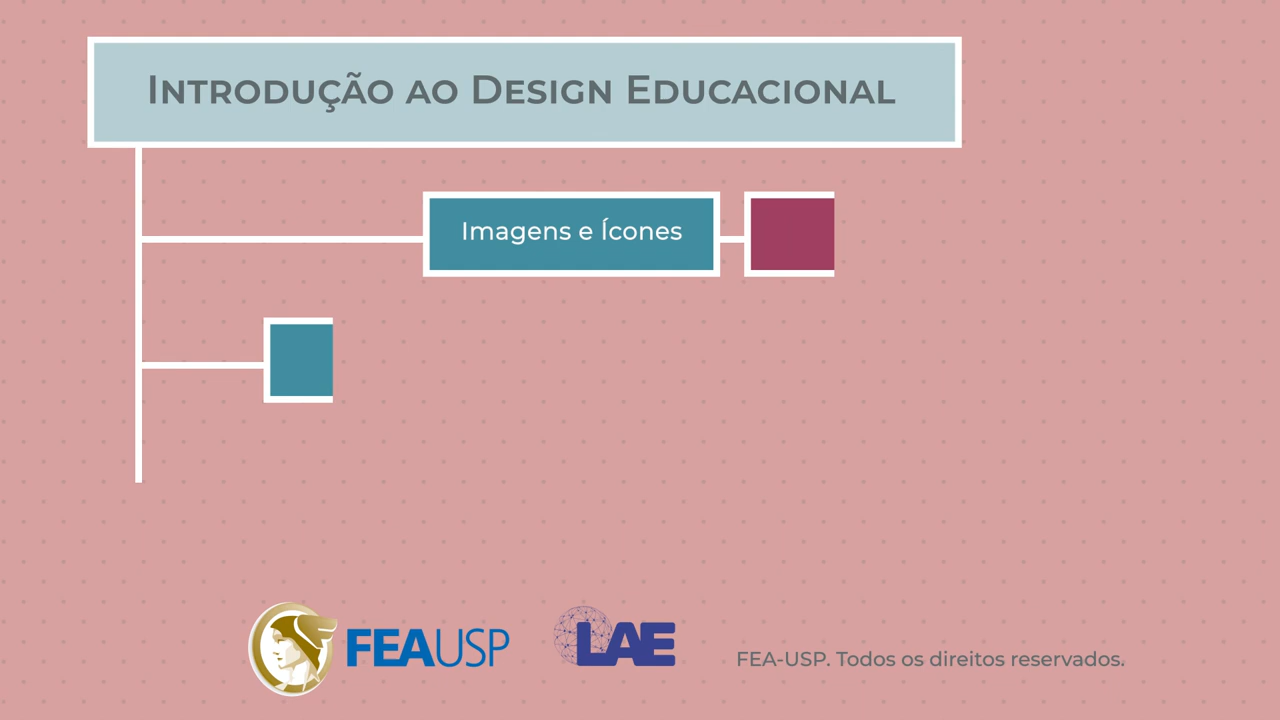 Introdução ao Design Educacional
Imagens e Ícones
FEAUSP
LAE
FEA-USP. Todos os direitos reservados.